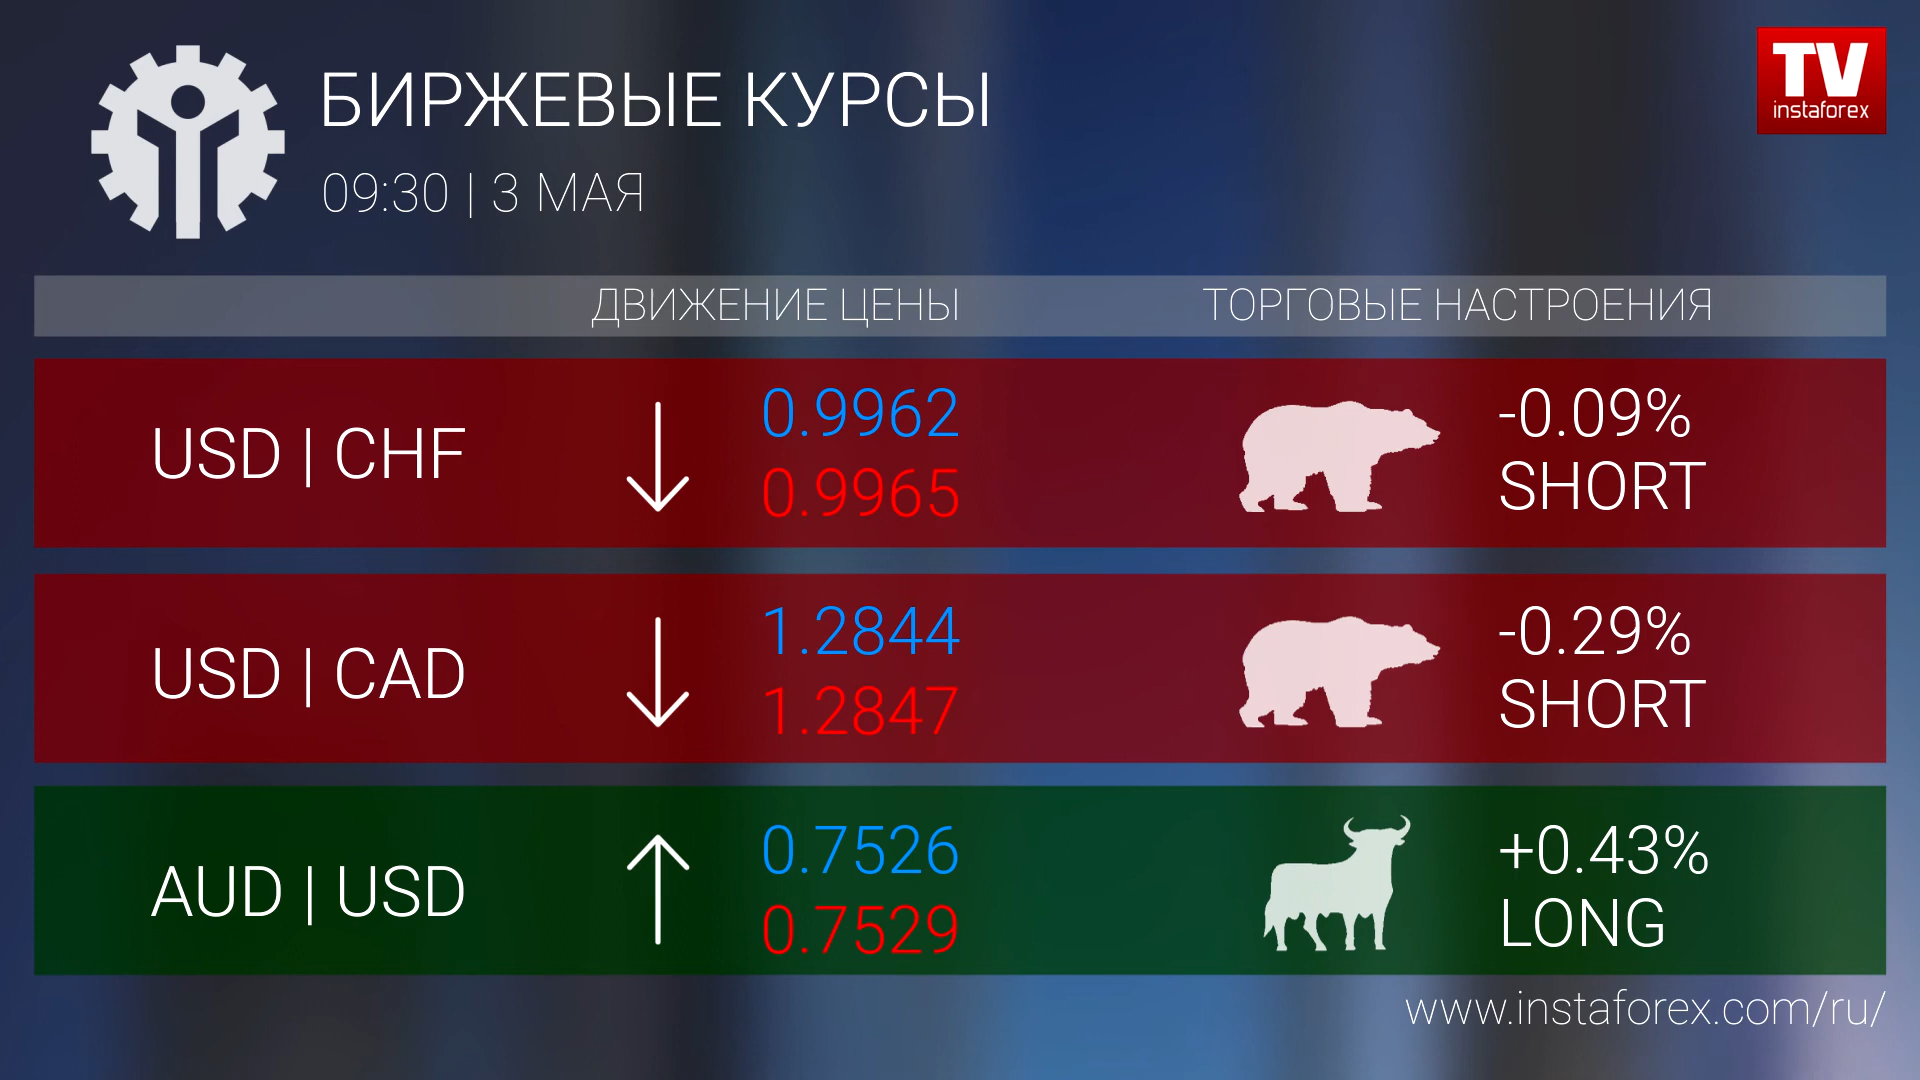 БИРЖЕВЫЕ КУРСЫ
09:30 | 3 МАЯ
TV
instaforex
ДВИЖЕНИЕ ЦЕНЫ ТОРГОВЫЕ НАСТРОЕНИЯ
USD | CHF
0.9962
0.9965
-0.09%
SHORT
USD | CAD
1.2844
1.2847
-0.29%
SHORT
AUD | USD
0.7526
0.7529
+0.43%
LONG
www.instaforex.com/ru/